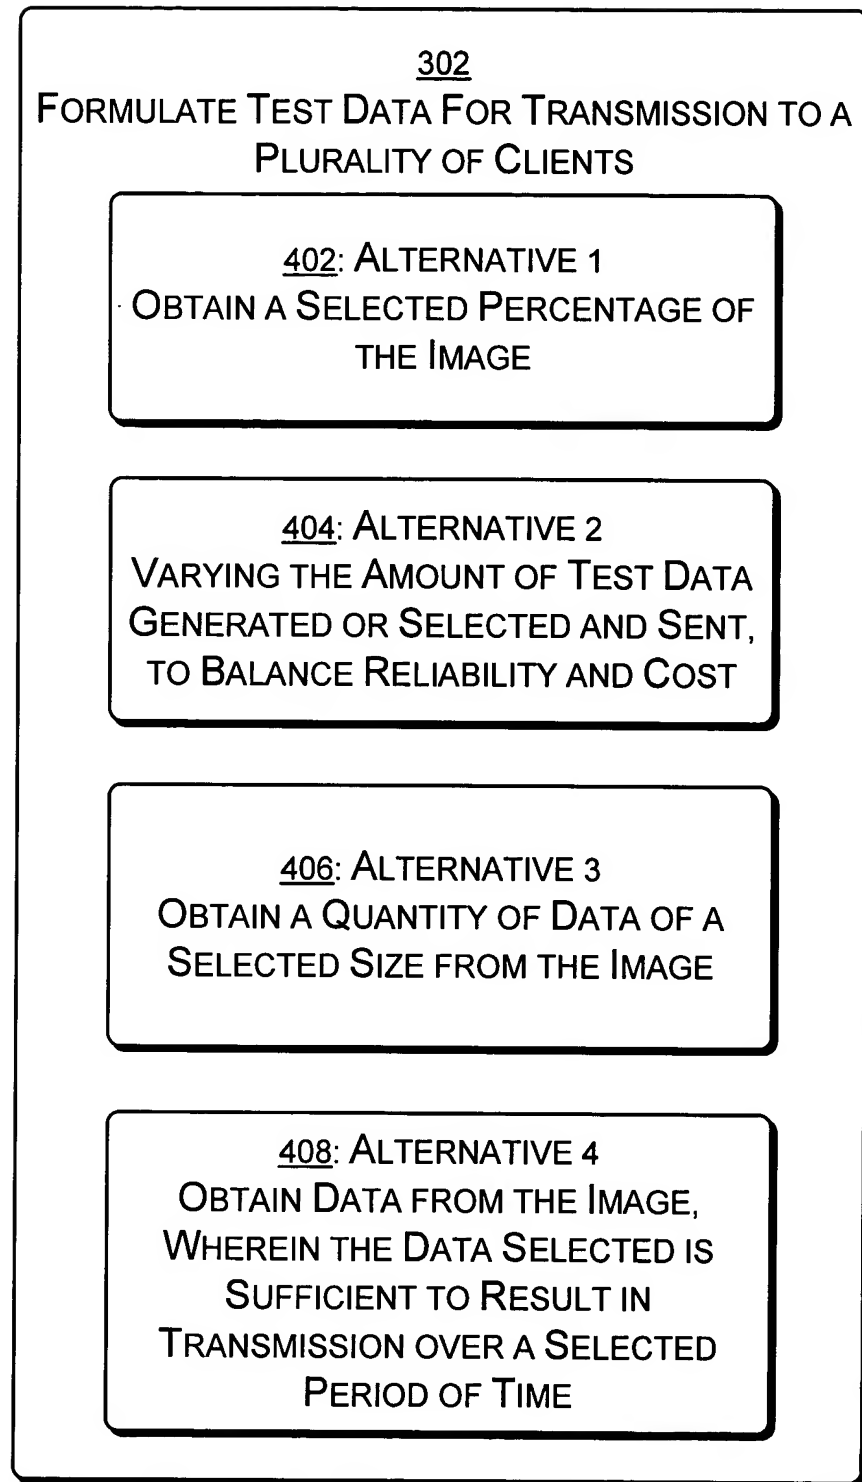 302
FORMULATE TEST DATA FOR TRANSMISSION TO A
PLURALITY OF CLIENTS
402: ALTERNATIVE 1
OBTAIN A SELECTED PERCENTAGE OF
THE IMAGE
404: ALTERNATIVE 2
VARYING THE AMOUNT OF TEST DATA
GENERATED OR SELECTED AND SENT,
TO BALANCE RELIABILITY AND COST
406: ALTERNATIVE 3
OBTAIN A QUANTITY OF DATA OF A
SELECTED SIZE FROM THE IMAGE
408: ALTERNATIVE 4
OBTAIN DATA FROM THE IMAGE,
WHEREIN THE DATA SELECTED IS
SUFFICIENT TO RESULT IN
TRANSMISSION OVER A SELECTED
PERIOD OF TIME